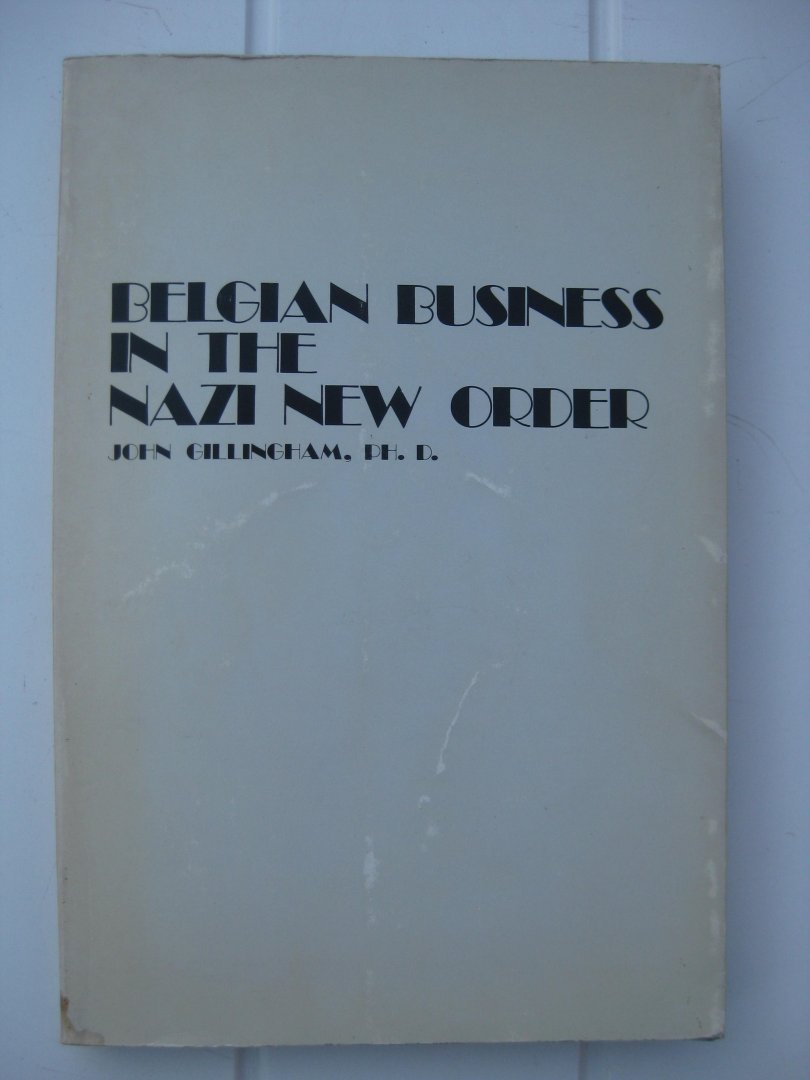 BELGIAN BUSINESS
IN THE
NAZI NEW ORDER
JOHN GILLINGHAM, PH. D.